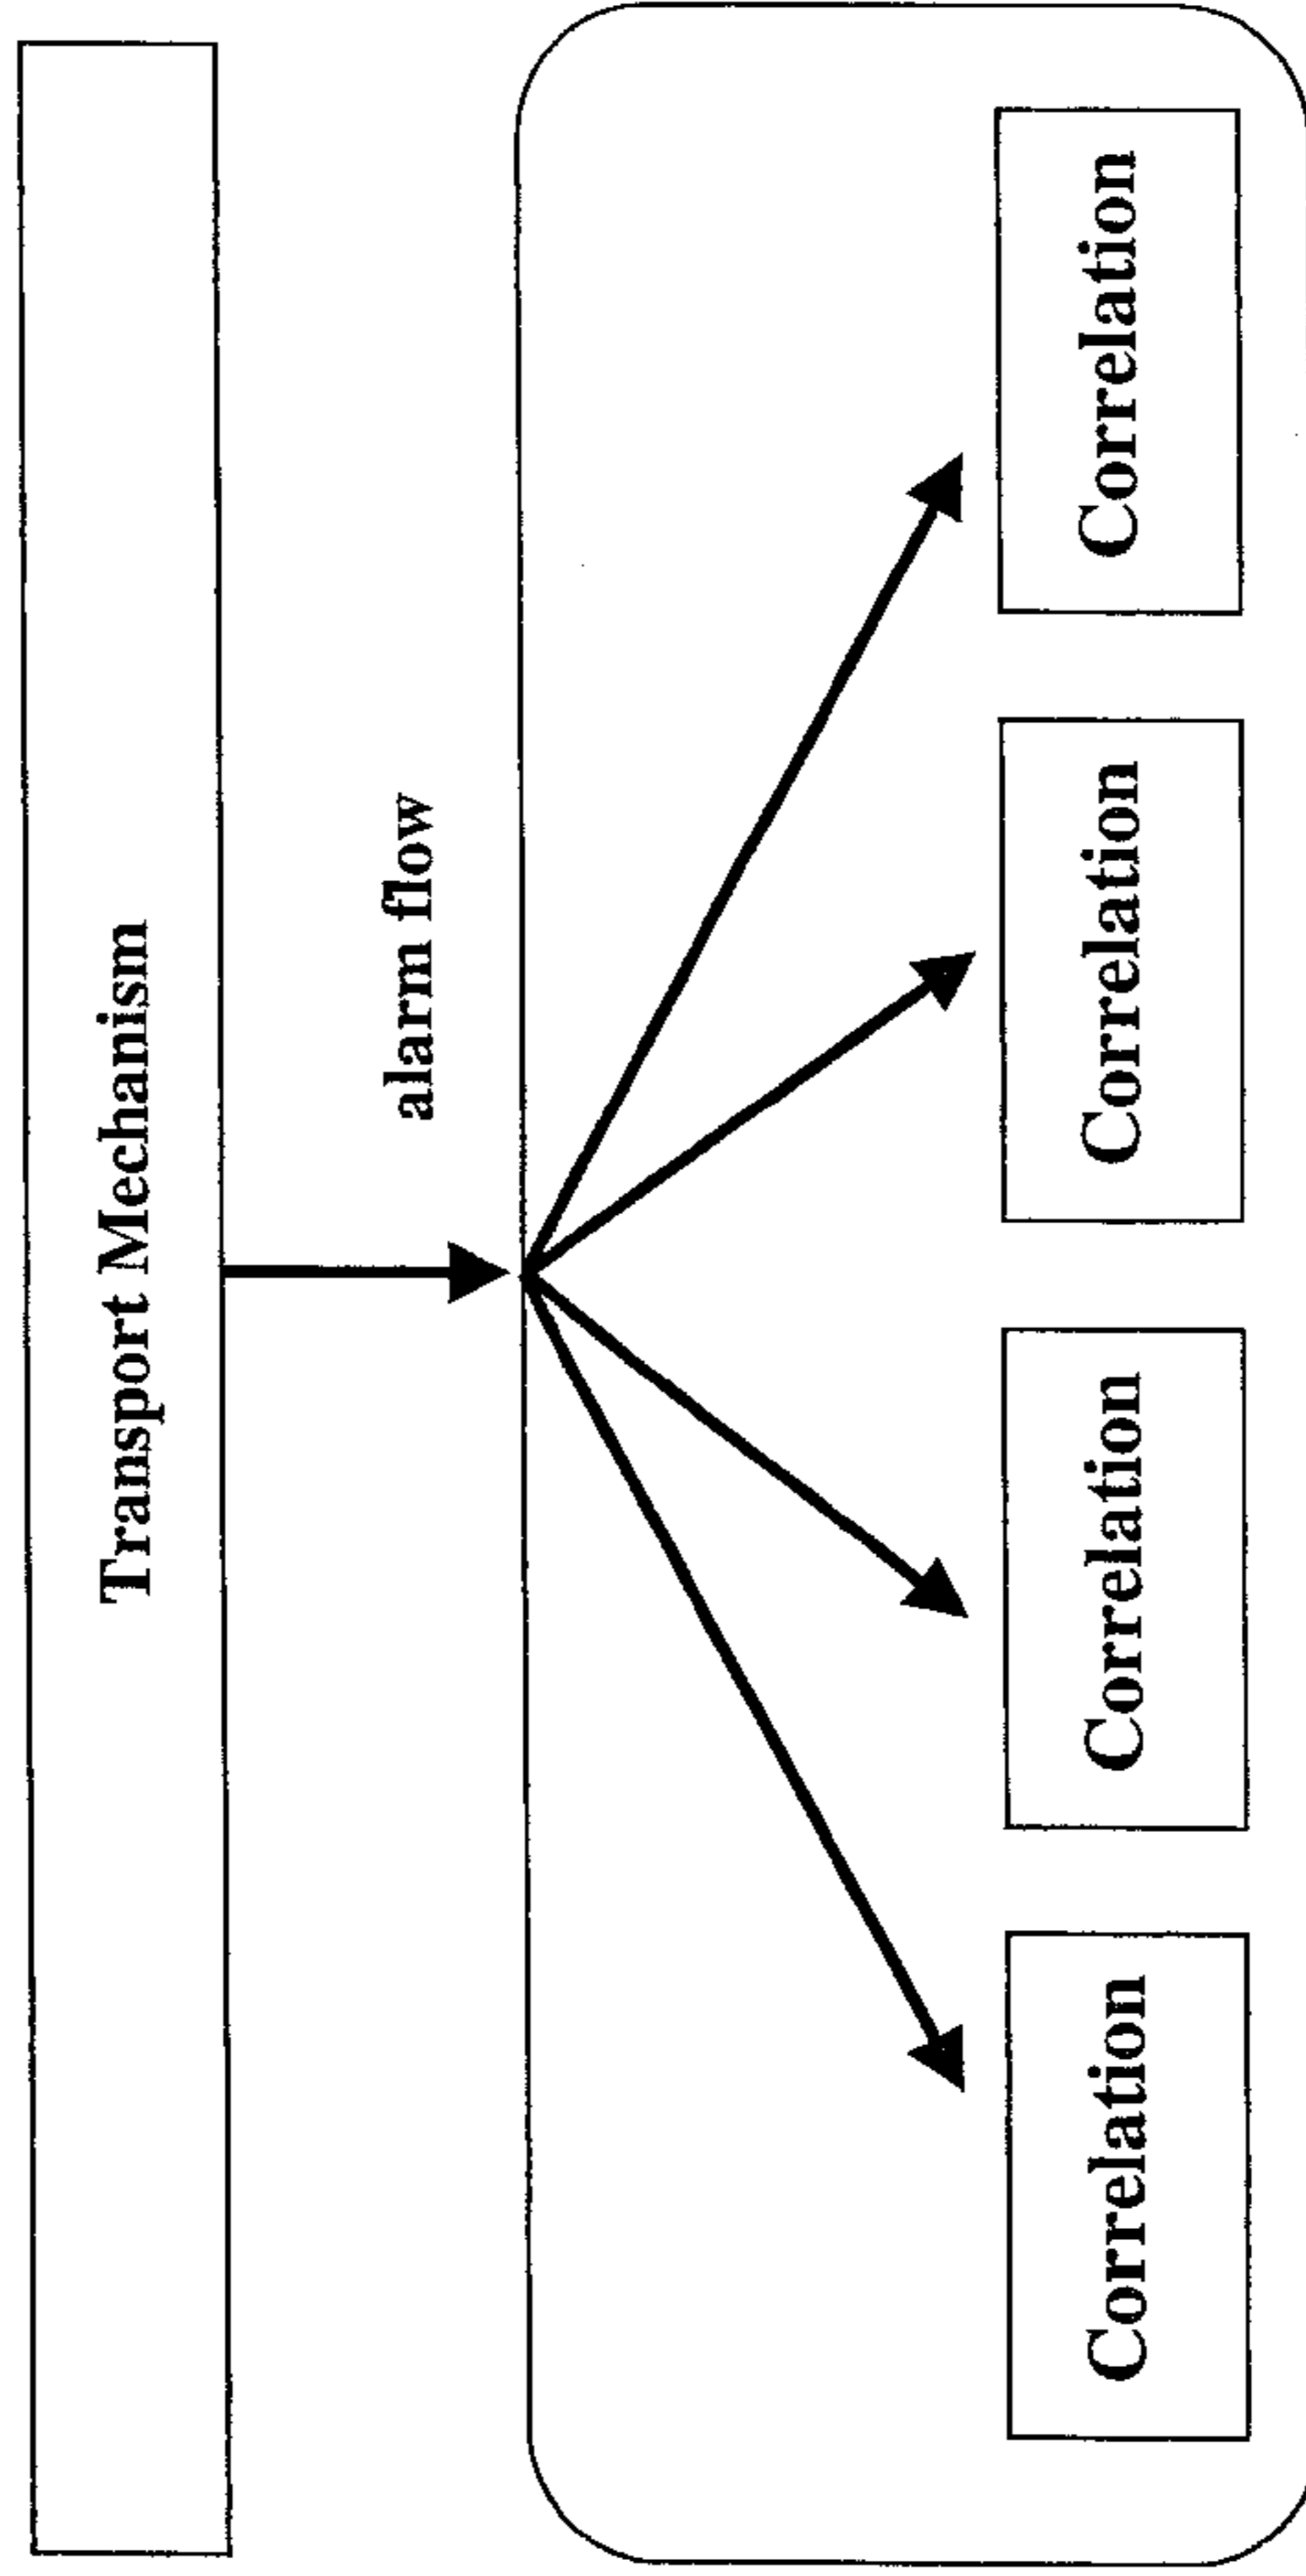 Transport Mechanism
alarm flow
Correlation
Correlation
Correlation
Correlation